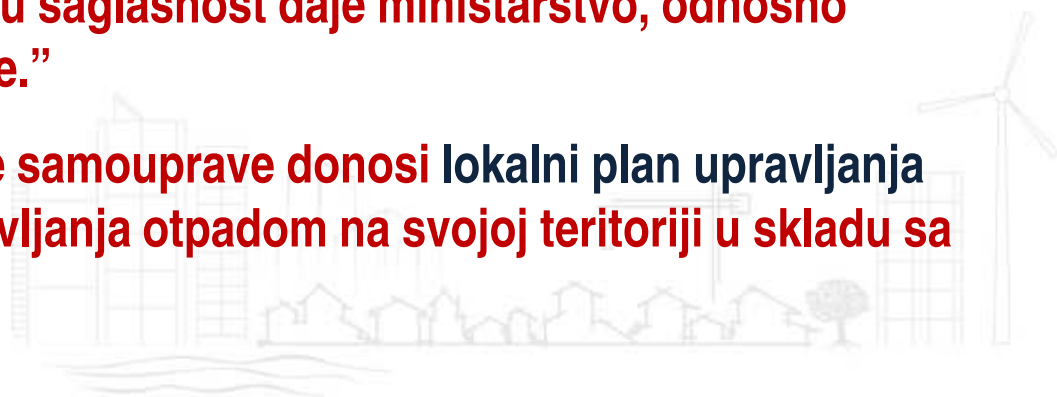 u saglasnost daje ministarstvo, odnosno
e.”
e samouprave donosi lokalni plan upravljanja
vljanja otpadom na svojoj teritoriji u skladu sa